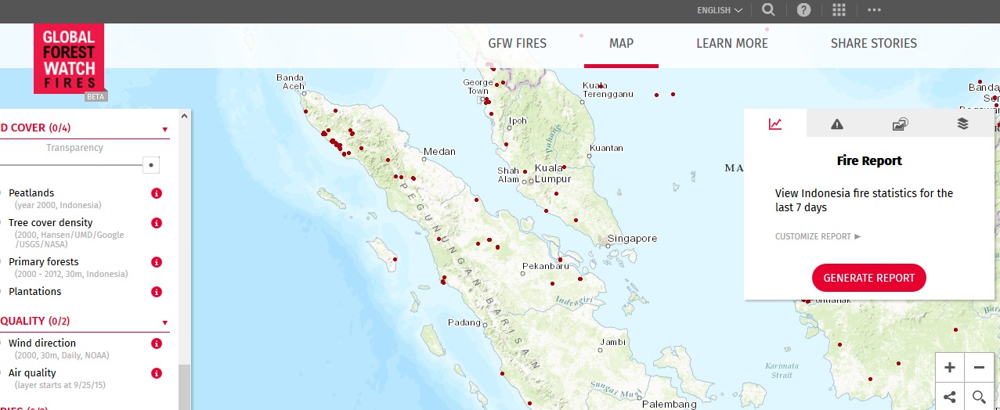 ENGLISH
GLOBAL
FOREST
WATCH
FIRES
BETA
GFW FIRES
MAP
LEARN MORE
SHARE STORIES
D COVER (0/4)
Transparency
Peatlands
(year 2000, Indonesia)
Tree cover density
(2000, Hansen/UMD/Google
/USGS/NASA)
Primary forests
(2000 - 2012, 30m, Indonesia)
Plantations
QUALITY (0/2)
Wind direction
(2000, 30m, Daily, NOAA)
Air quality
(layer starts at 9/25/15)
Banda
Aceh
George
Town
Kuala
Terengganu
Ipoh
Pahang
Kuantan
Medan
Shah
Alam
Kuala
Lumpur
MA
PEGUNUNGAN BARISAN
Singapore
Pekanbaru
Indragiri
Padang
Jambi
Karimata
Strait
Sungai Musi
Palembang
Pontianak
Banda
Fire Report
View Indonesia fire statistics for the
last 7 days
CUSTOMIZE REPORT
GENERATE REPORT